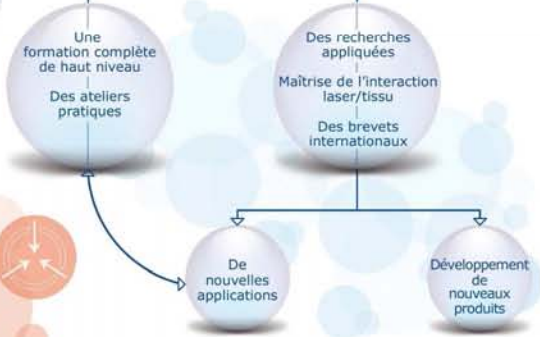 Une
formation complète
de haut niveau
Des ateliers
pratiques
Des recherches
appliquées
Maîtrise de l'interaction
laser/tissu
Des brevets
internationaux
De
nouvelles
applications
Développement
de
nouveaux
produits